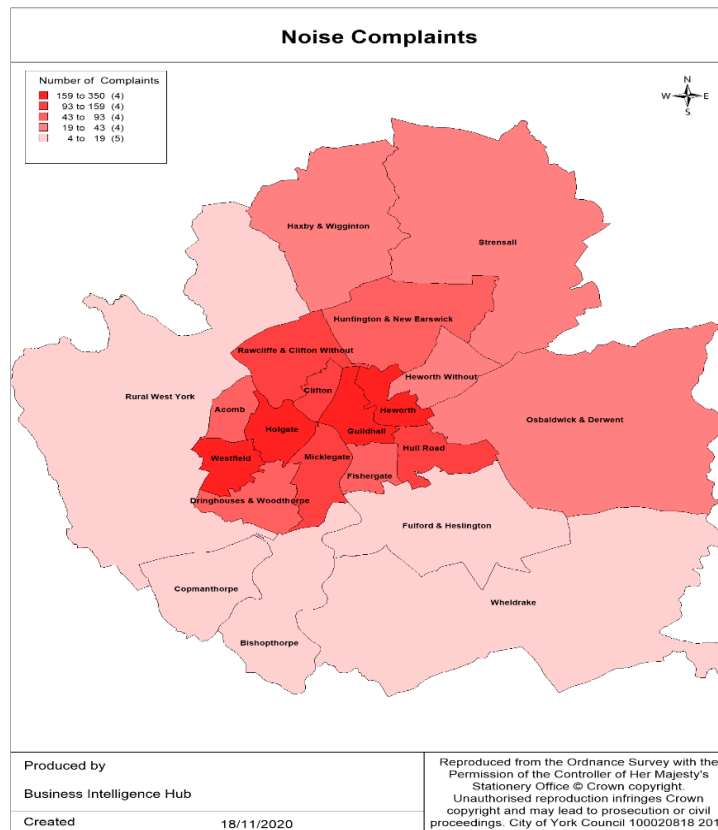 Noise Complaints
Number of Complaints
159 to 350 (4)
93 to 159 (4)
43 to 93 (4)
19 to 43 (4)
4 to 19 (5)
N
W E
S
Haxby & Wigginton
Strensall
Huntington & New Earswick
Rawcliffe & Clifton Without
Heworth Without
Clifton
Rural West York
Acomb
Heworth
Osbaldwick & Derwent
Holgate
Guildhall
Hull Road
Westfield
Micklegate
Fishergate
Dringhouses & Woodthorpe
Fulford & Heslington
Copmanthorpe
Wheldrake
Bishopthorpe
Produced by
Business Intelligence Hub
Created 18/11/2020
Reproduced from the Ordnance Survey with the
Permission of the Controller of Her Majesty's
Stationery Office © Crown copyright.
Unauthorised reproduction infringes Crown
copyright and may lead to prosecution or civil
proceedings. City of York Council 100020818 201